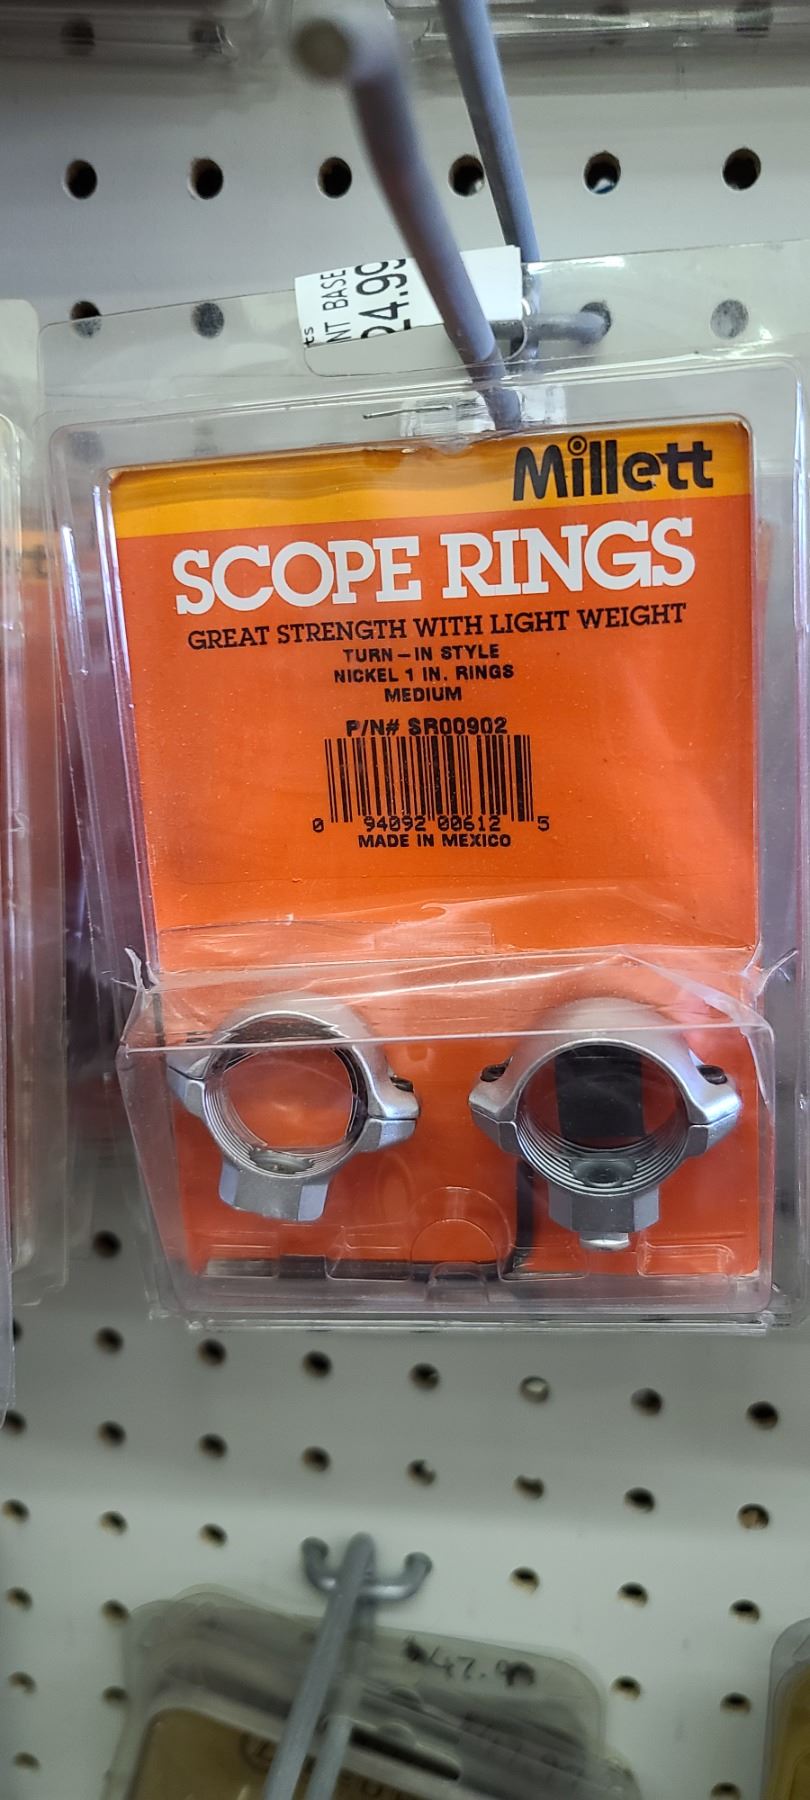 NT BASE
24.99
Millett
SCOPE RINGS
GREAT STRENGTH WITH LIGHT WEIGHT
TURN-IN STYLE
NICKEL 1 IN. RINGS
MEDIUM
P/N# SR00902
0 94092 00612 5
MADE IN MEXICO